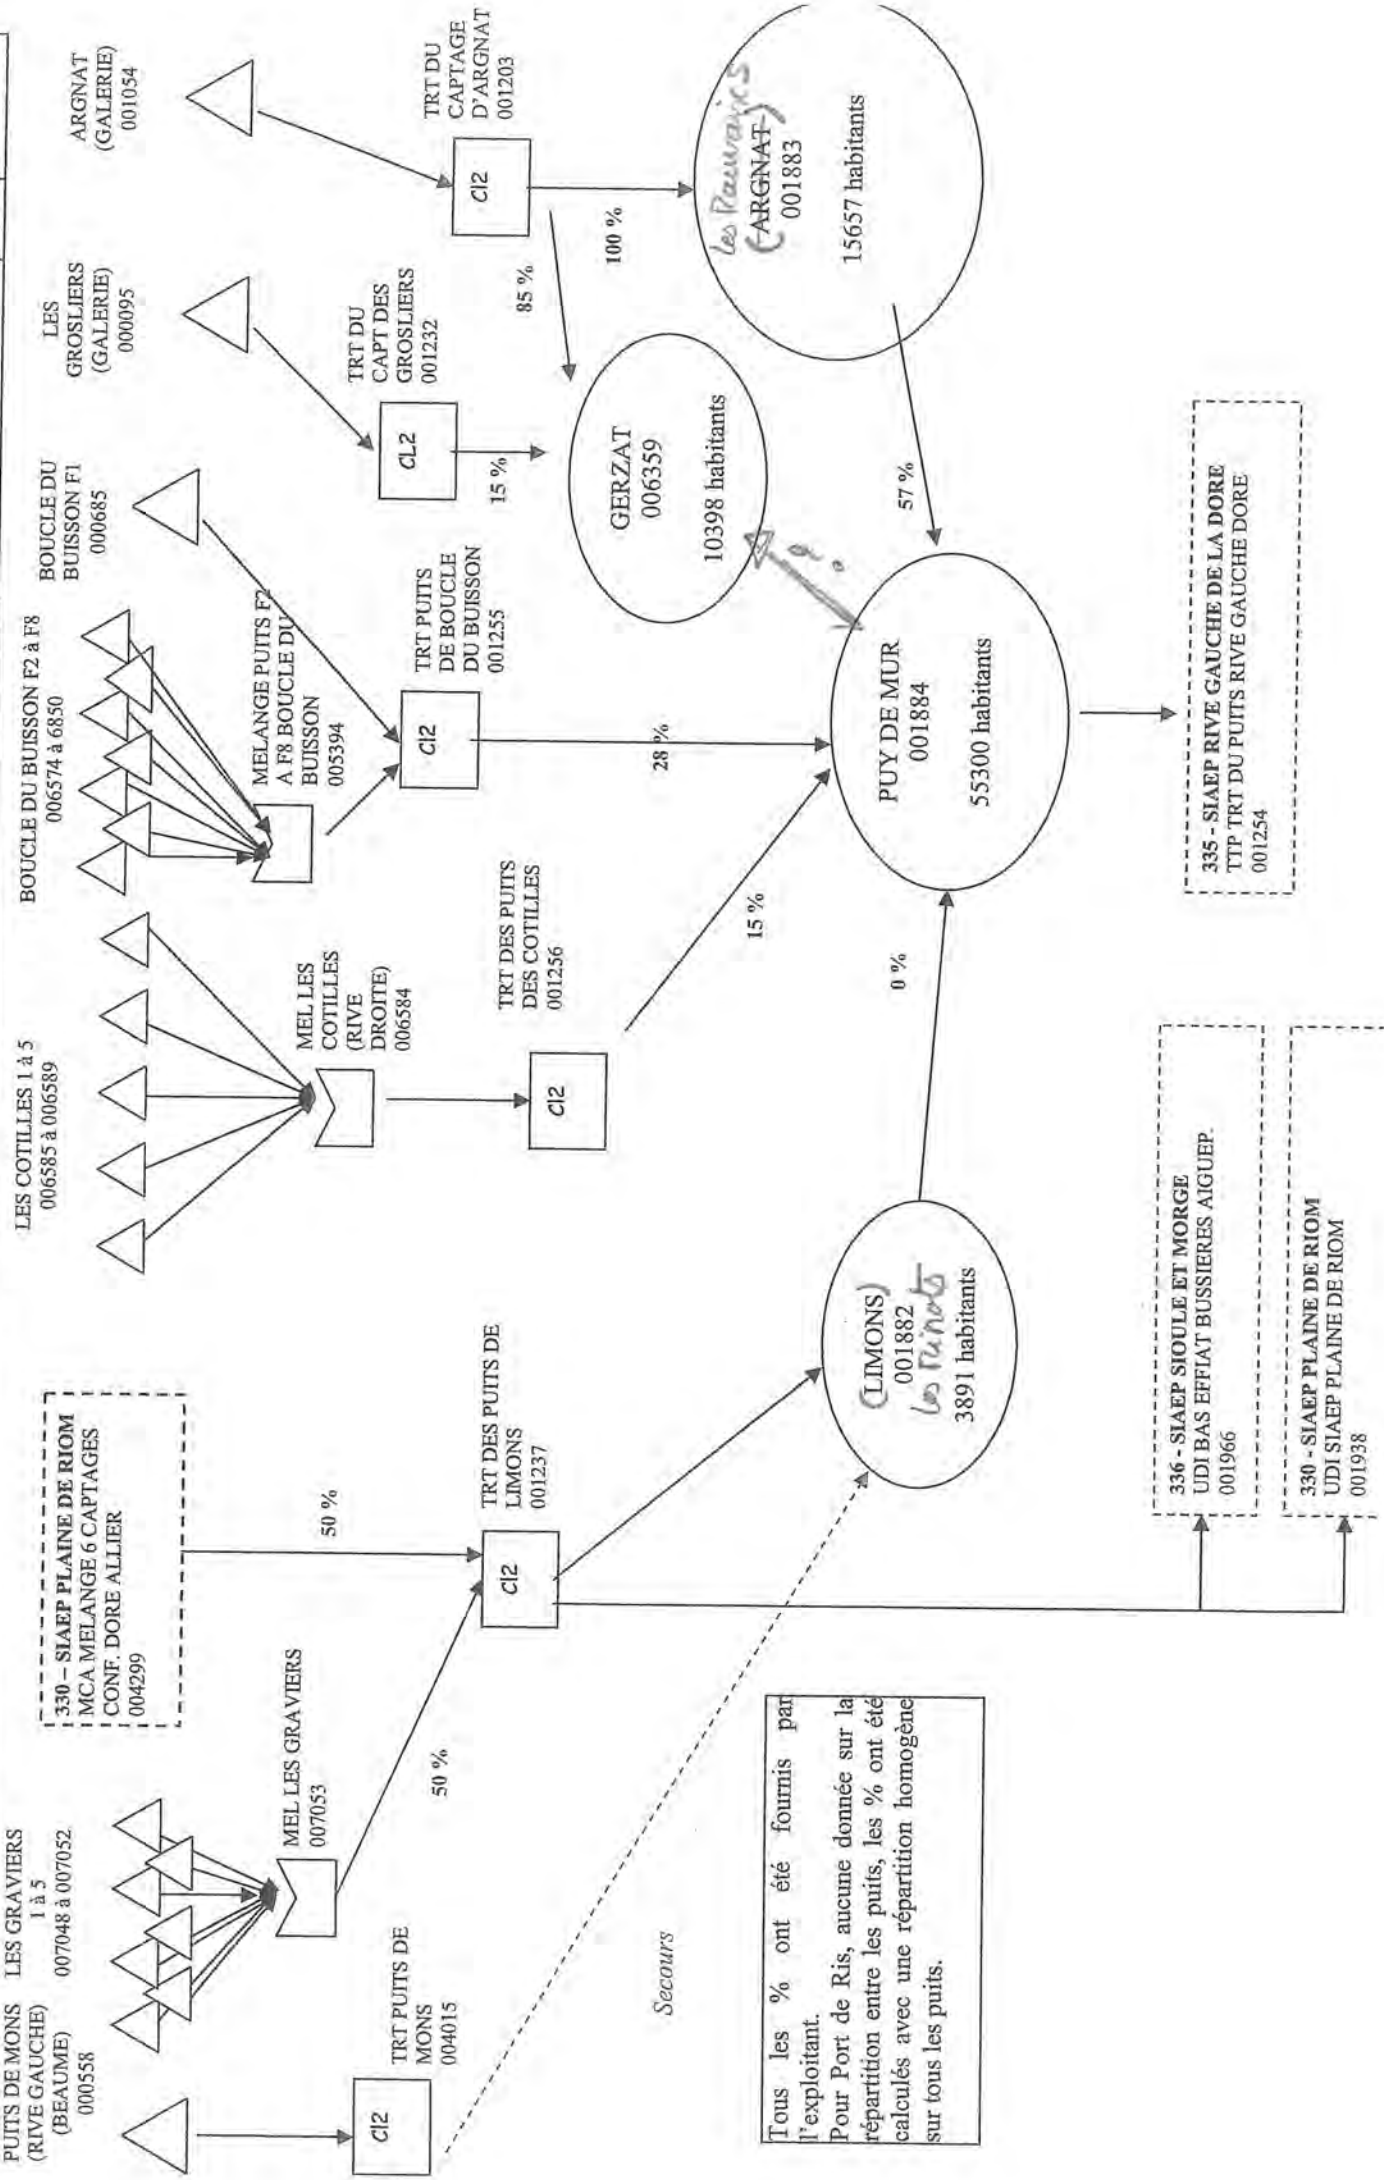 PUITS DE MONS
(RIVE GAUCHE)
(BEAUME)
000558
LES GRAVIERS
1 à 5
007048 à 007052
330 – SIAEP PLAINE DE RIOM
MCA MELANGE 6 CAPTAGES
CONF. DORE ALLIER
004299
LES COTILLES 1 à 5
006585 à 006589
BOUCLE DU BUISSON F2 à F8
006574 à 6850
BOUCLE DU
BUISSON F1
000685
LES
GROSLIERS
(GALERIE)
000095
ARGNAT
(GALERIE)
001054
MEL LES GRAVIERS
007053
MEL LES
COTILLES
(RIVE
DROITE)
006584
MELANGE PUITS F2
A F8 BOUCLE DU
BUISSON
005394
TRT PUITS DE
MONS
004015
Cl2
50 %
50 %
TRT DES PUITS DE
LIMONS
001237
Cl2
TRT DES PUITS
DES COTILLES
001256
Cl2
TRT PUITS
DE BOUCLE
DU BUISSON
001255
Cl2
TRT DU
CAPT DES
GROSLIERS
001232
CL2
TRT DU
CAPTAGE
D'ARGNAT
001203
Cl2
15 %
85 %
100 %
Secours
15 %
28 %
GERZAT
006359
10398 habitants
(ARGNAT)
001883
15657 habitants
57 %
?
0 %
(LIMONS)
001882
Les
3891 habitants
PUY DE MUR
001884
55300 habitants
Tous les % ont été fournis par
l'exploitant.
Pour Port de Ris, aucune donnée sur la
répartition entre les puits, les % ont été
calculés avec une répartition homogène
sur tous les puits.
336 - SIAEP SIOULE ET MORGE
UDI BAS EFFIAT BUSSIERES AIGUEP.
001966
330 - SIAEP PLAINE DE RIOM
UDI SIAEP PLAINE DE RIOM
001938
335 - SIAEP RIVE GAUCHE DE LA DORE
TTP TRT DU PUITS RIVE GAUCHE DORE
001254